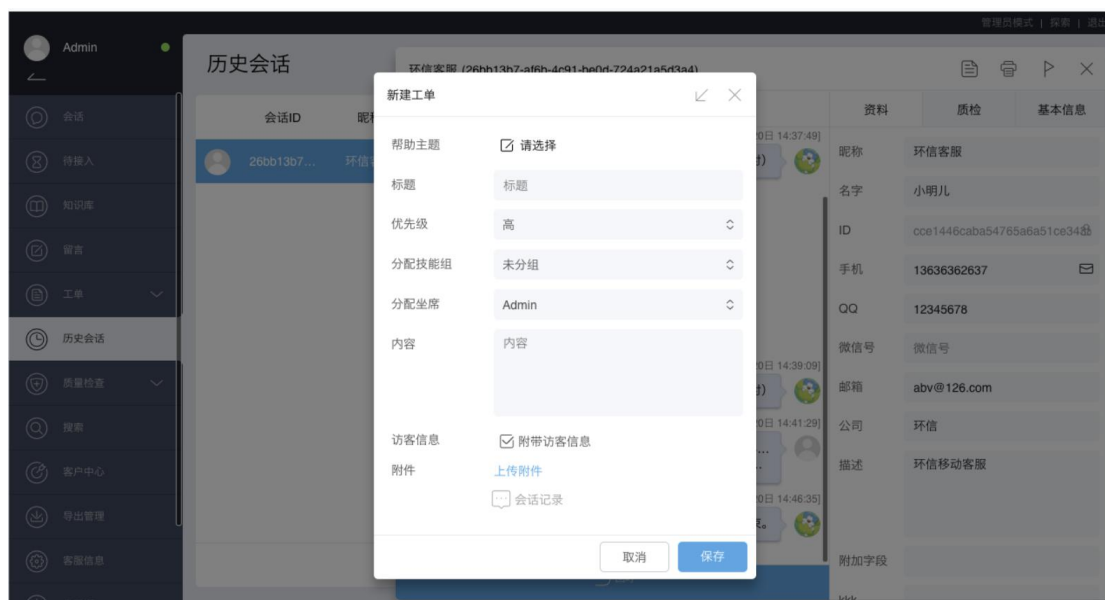 管理员模式 | 探索 | 退出
Admin
会话
待接入
知识库
留言
工单
历史会话
质量检查
搜索
客户中心
导出管理
客服信息
历史会话
会话ID
26bb13b7...
环信客服 (26bb13b7-af6b-4c91-be0d-724a21a5d3a4)
新建工单
帮助主题
请选择
标题
标题
优先级
高
分配技能组
未分组
分配坐席
Admin
内容
内容
访客信息
附带访客信息
附件
上传附件
会话记录
取消
保存
14:37:49]
14:39:09]
14:41:29]
14:46:35]
资料 质检 基本信息
昵称 环信客服
名字 小明儿
ID cce1446caba54765a6a51ce34
手机 13636362637
QQ 12345678
微信号 微信号
邮箱 abv@126.com
公司 环信
描述 环信移动客服
附加字段